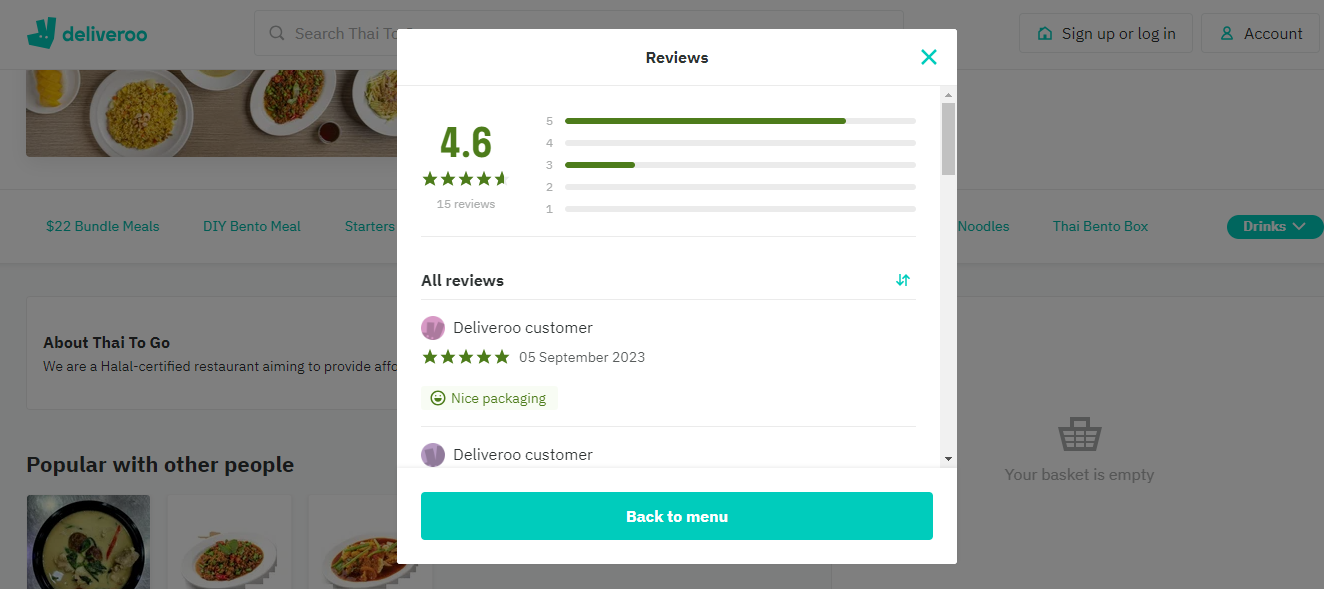 deliveroo
Search Thai To
Sign up or log in
Account
Reviews
4.6
15 reviews
5
4
3
2
1
$22 Bundle Meals
DIY Bento Meal
Starters
Noodles
Thai Bento Box
Drinks
All reviews
Deliveroo customer
05 September 2023
Nice packaging
Deliveroo customer
Back to menu
About Thai To Go
We are a Halal-certified restaurant aiming to provide
Popular with other people
Your basket is empty